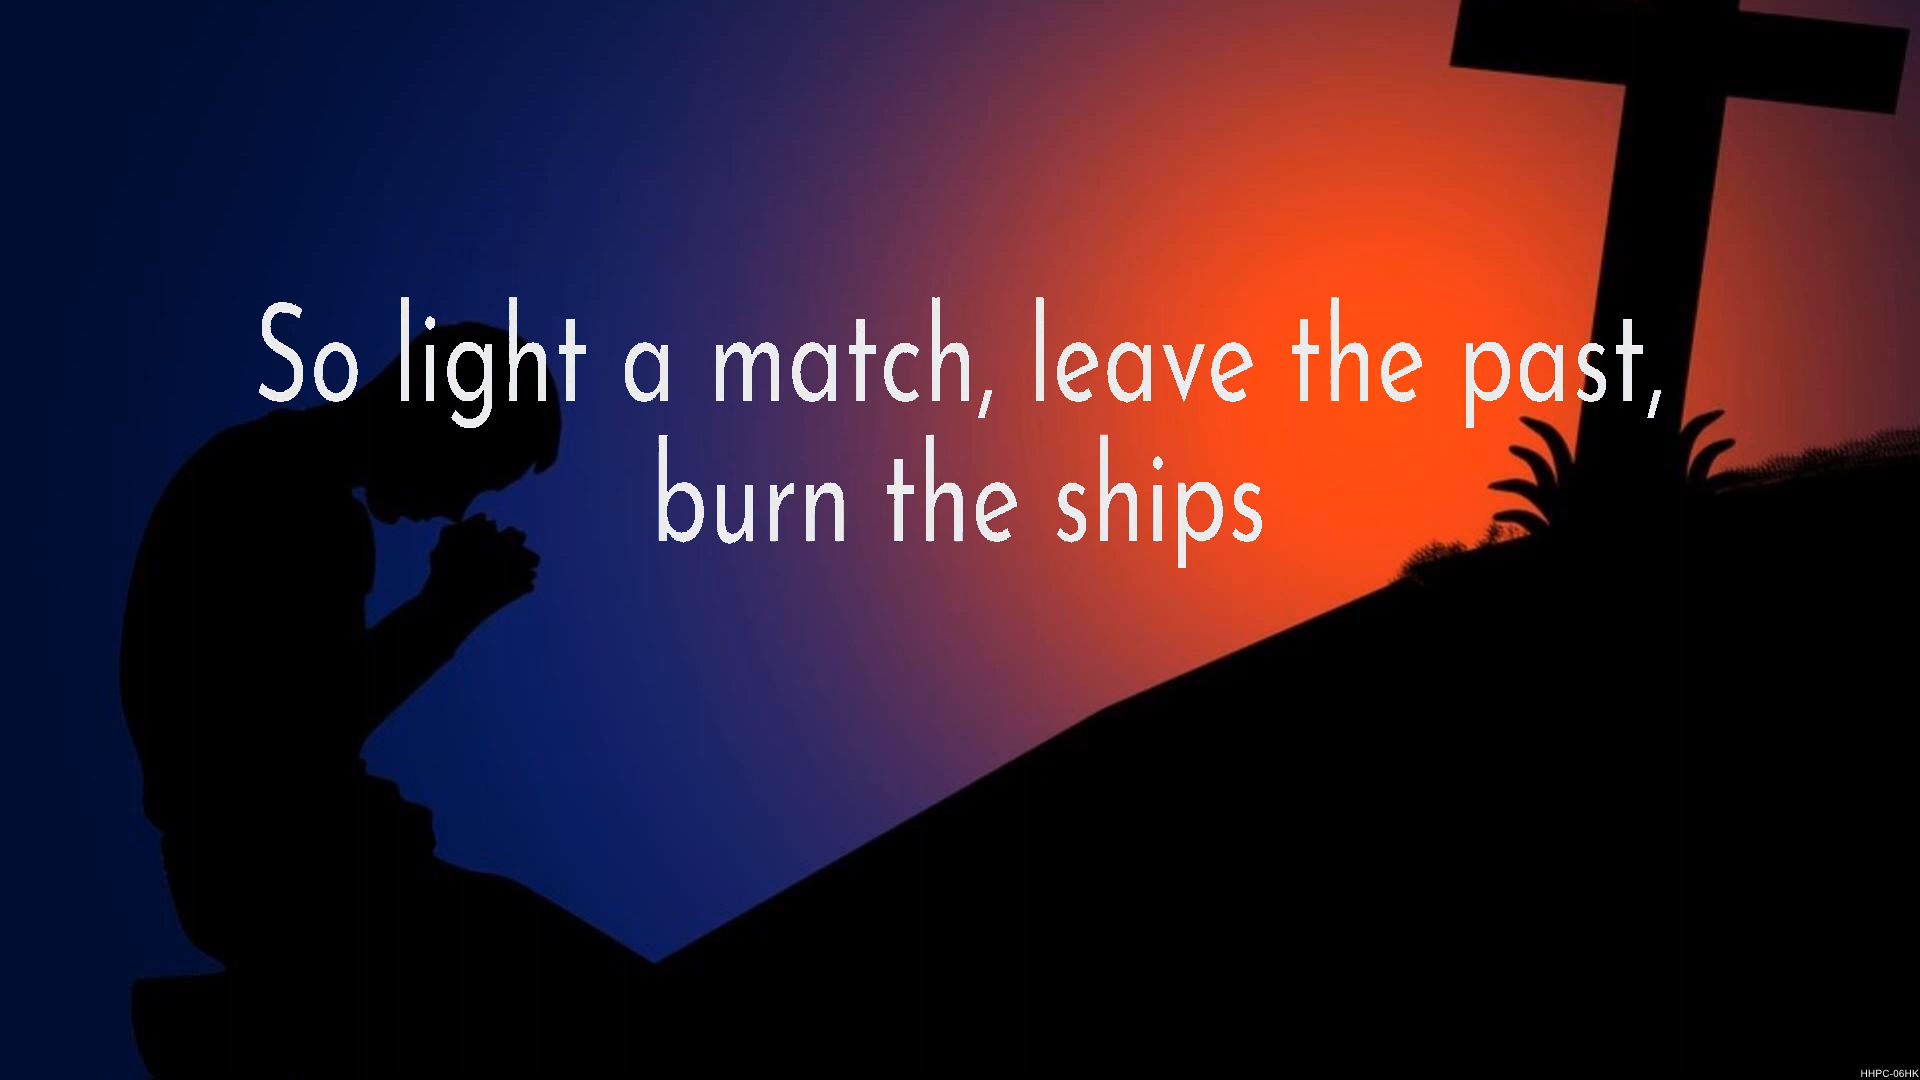 So light a match, leave the past,
burn the ships
HHPC-06HK